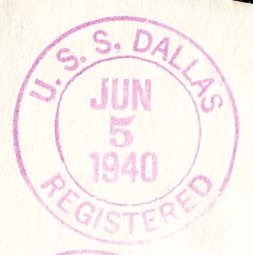 U. S. S. DALLAS
JUN
5
1940
REGISTERED